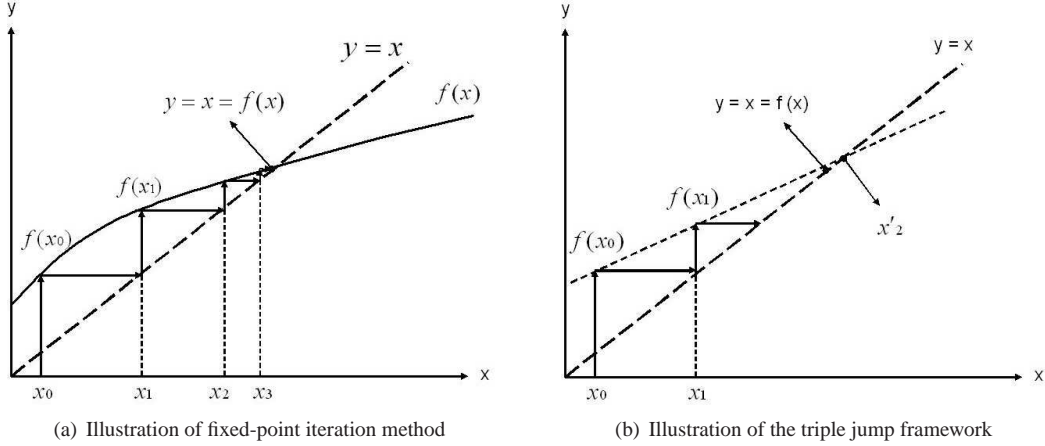 y
y = x
y = x = f(x)
f(x)
f(x₁)
f(x₀)
x₀
x₁
x₂
x₃
x
(a) Illustration of fixed-point iteration method
y
y = x
y = x = f (x)
f(x₁)
f(x₀)
x′₂
x₀
x₁
x
(b) Illustration of the triple jump framework